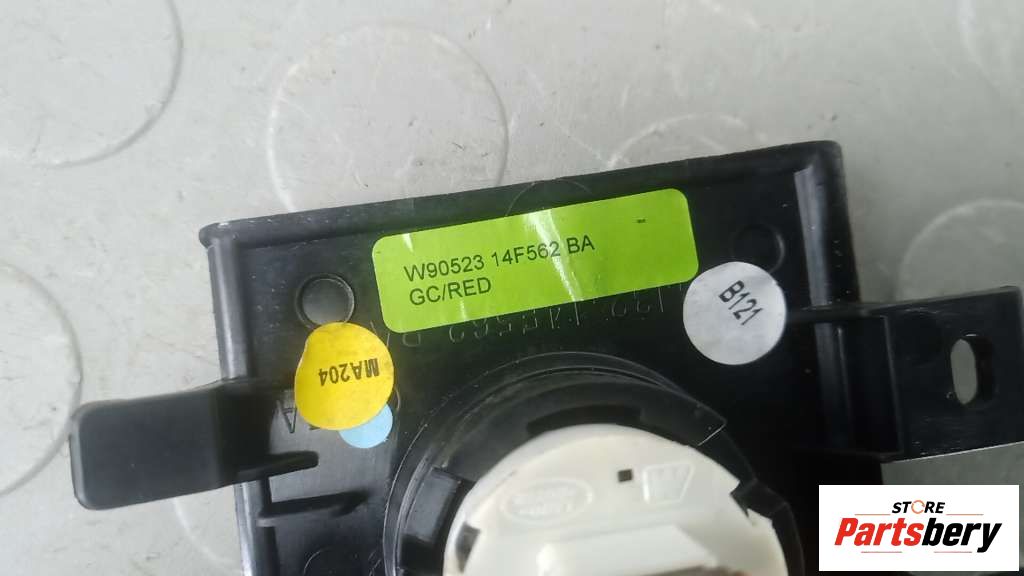 W90523 14F562 BA
GC/RED
B121
MA204
STORE
Partsbery